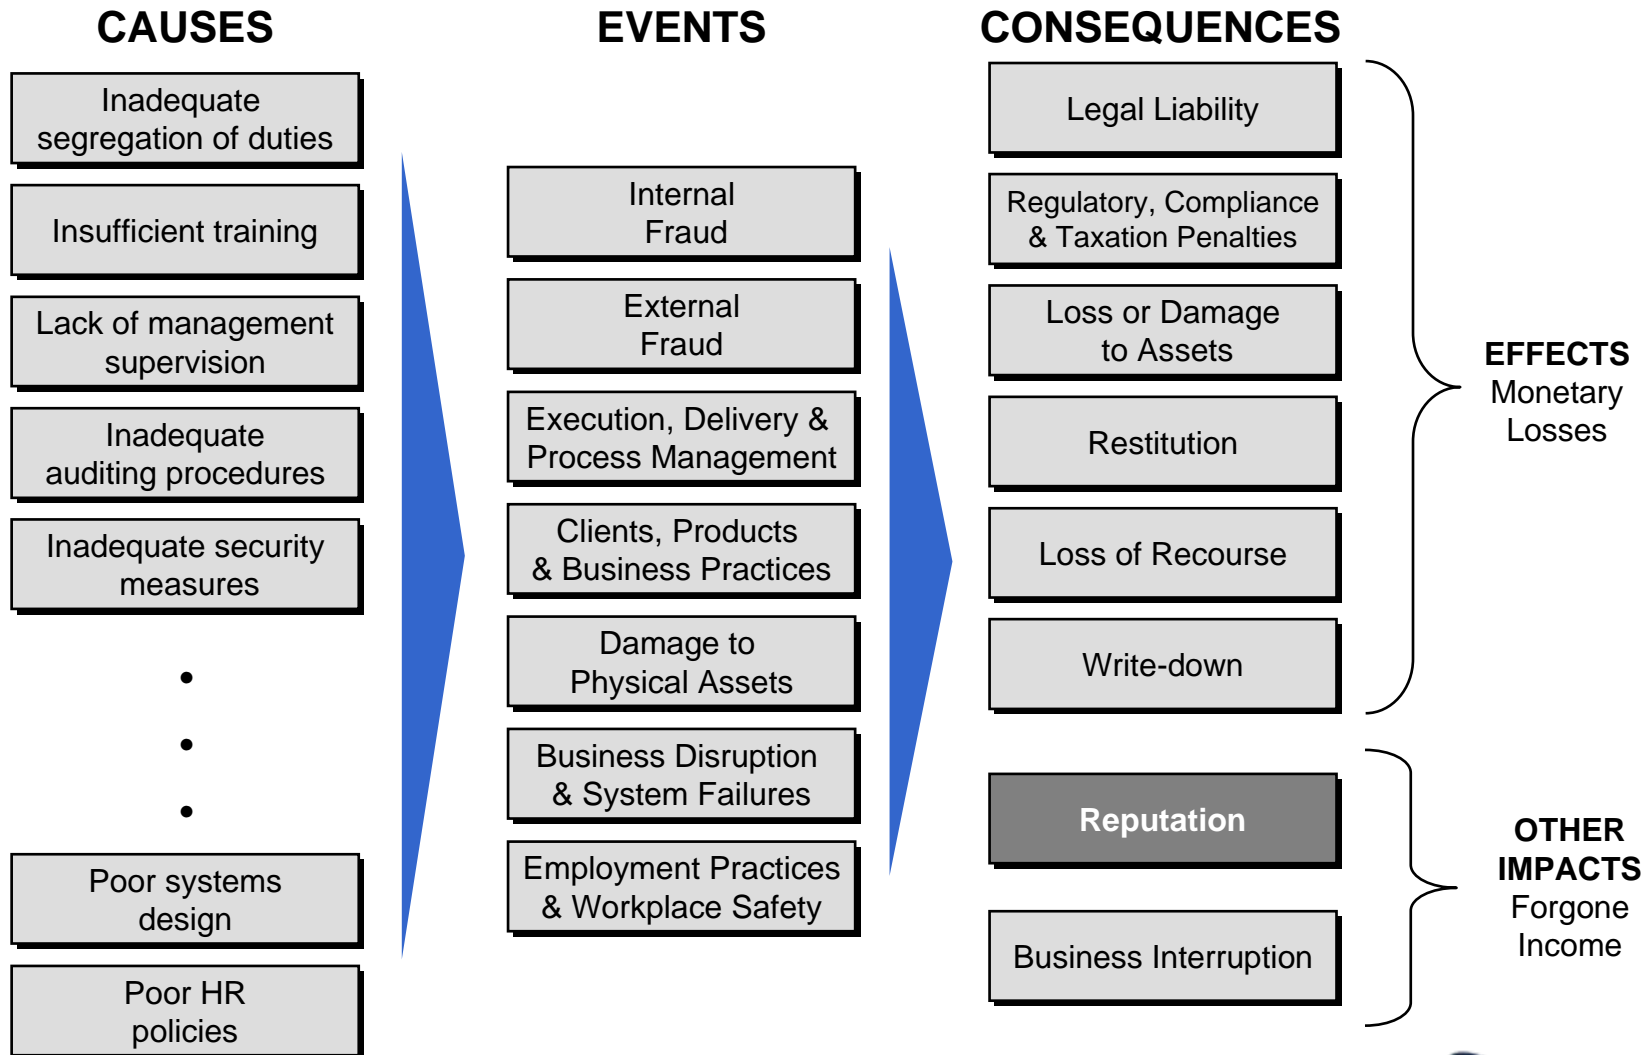 CAUSES
Inadequate
segregation of duties
Insufficient training
Lack of management
supervision
Inadequate
auditing procedures
Inadequate security
measures
•
•
•
Poor systems
design
Poor HR
policies
EVENTS
Internal
Fraud
External
Fraud
Execution, Delivery &
Process Management
Clients, Products
& Business Practices
Damage to
Physical Assets
Business Disruption
& System Failures
Employment Practices
& Workplace Safety
CONSEQUENCES
Legal Liability
Regulatory, Compliance
& Taxation Penalties
Loss or Damage
to Assets
Restitution
Loss of Recourse
Write-down
Reputation
Business Interruption
EFFECTS
Monetary
Losses
OTHER
IMPACTS
Forgone
Income